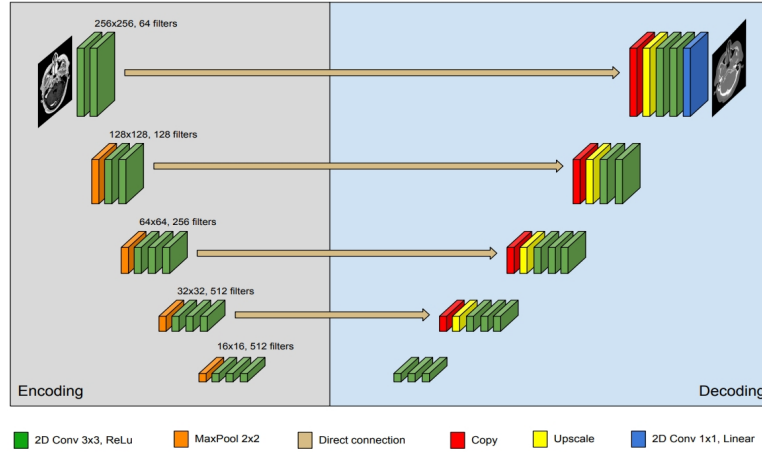 256x256, 64 filters
128x128, 128 filters
64x64, 256 filters
32x32, 512 filters
16x16, 512 filters
Encoding
Decoding
2D Conv 3x3, ReLu
MaxPool 2x2
Direct connection
Copy
Upscale
2D Conv 1x1, Linear